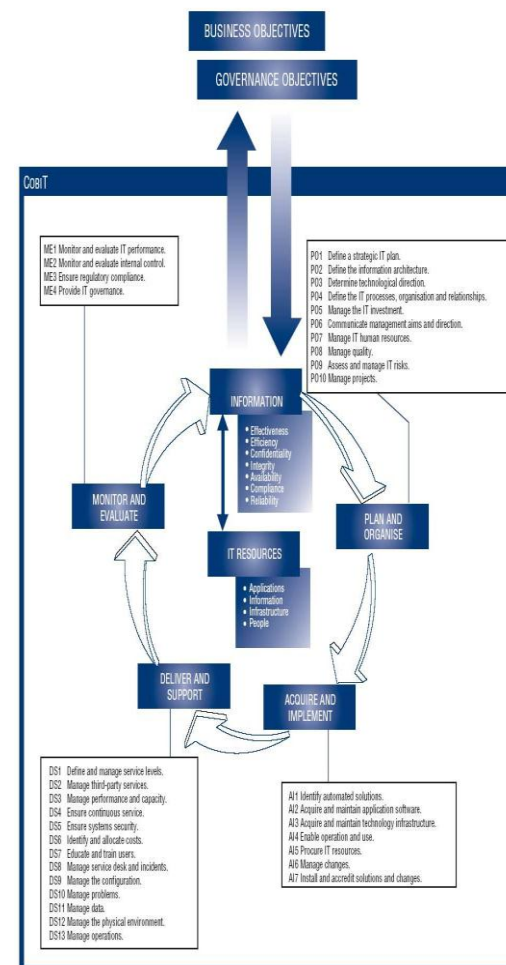 BUSINESS OBJECTIVES
GOVERNANCE OBJECTIVES
COBIT
ME1 Monitor and evaluate IT performance.
ME2 Monitor and evaluate internal control.
ME3 Ensure regulatory compliance.
ME4 Provide IT governance.
PO1 Define a strategic IT plan.
PO2 Define the information architecture.
PO3 Determine technological direction.
PO4 Define the IT processes, organisation and relationships.
PO5 Manage the IT investment.
PO6 Communicate management aims and direction.
PO7 Manage IT human resources.
PO8 Manage quality.
PO9 Assess and manage IT risks.
PO10 Manage projects.
INFORMATION
• Effectiveness
• Efficiency
• Confidentiality
• Integrity
• Availability
• Compliance
• Reliability
MONITOR AND
EVALUATE
PLAN AND
ORGANISE
IT RESOURCES
• Applications
• Information
• Infrastructure
• People
DELIVER AND
SUPPORT
ACQUIRE AND
IMPLEMENT
DS1 Define and manage service levels.
DS2 Manage third-party services.
DS3 Manage performance and capacity.
DS4 Ensure continuous service.
DS5 Ensure systems security.
DS6 Identify and allocate costs.
DS7 Educate and train users.
DS8 Manage service desk and incidents.
DS9 Manage the configuration.
DS10 Manage problems.
DS11 Manage data.
DS12 Manage the physical environment.
DS13 Manage operations.
AI1 Identify automated solutions.
AI2 Acquire and maintain application software.
AI3 Acquire and maintain technology infrastructure.
AI4 Enable operation and use.
AI5 Procure IT resources.
AI6 Manage changes.
AI7 Install and accredit solutions and changes.